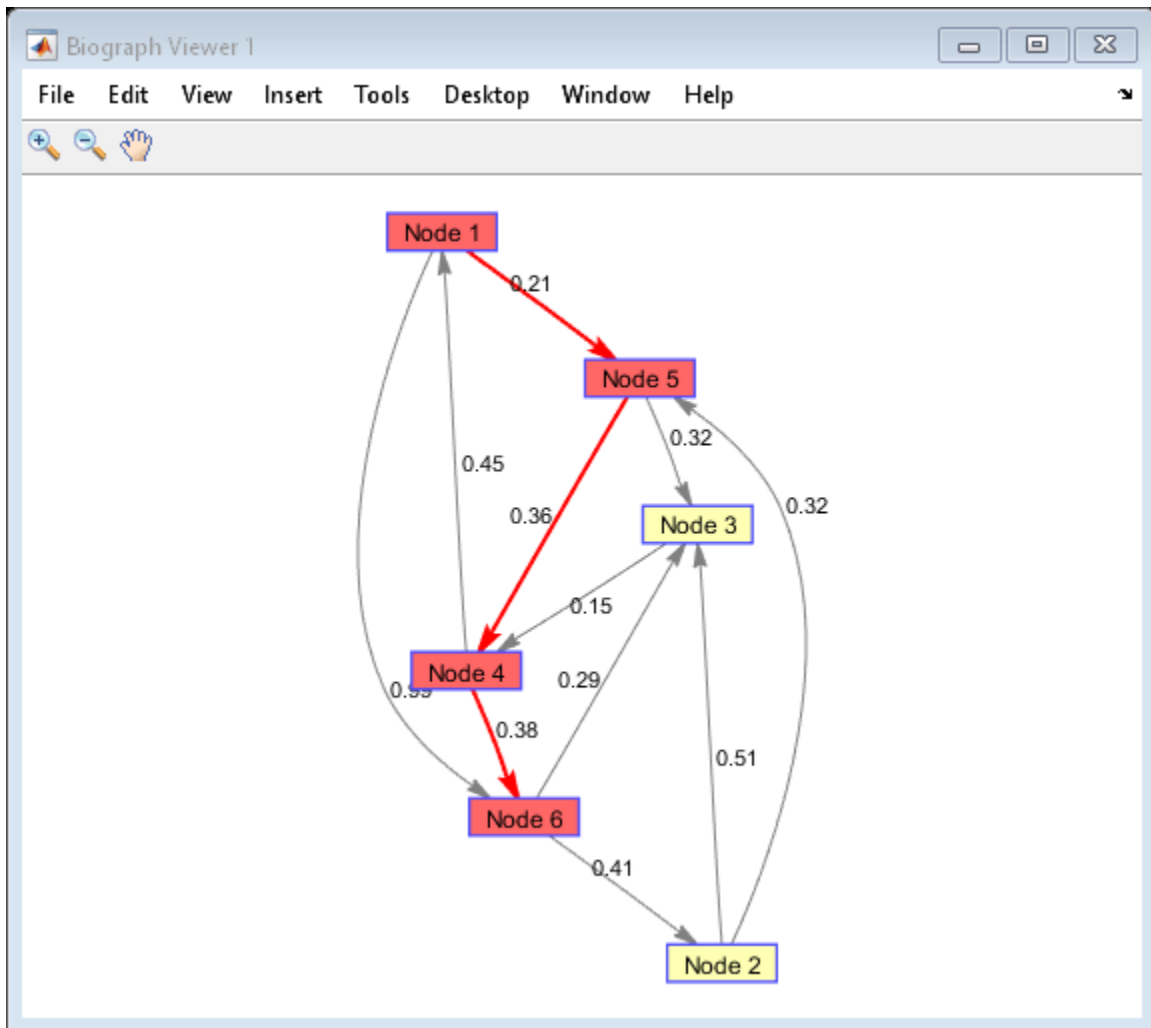 Biograph Viewer 1
File Edit View Insert Tools Desktop Window Help
Node 1
0.21
Node 5
0.32
0.45
0.32
0.36
Node 3
0.15
Node 4
0.29
0.99
0.38
0.51
Node 6
0.41
Node 2